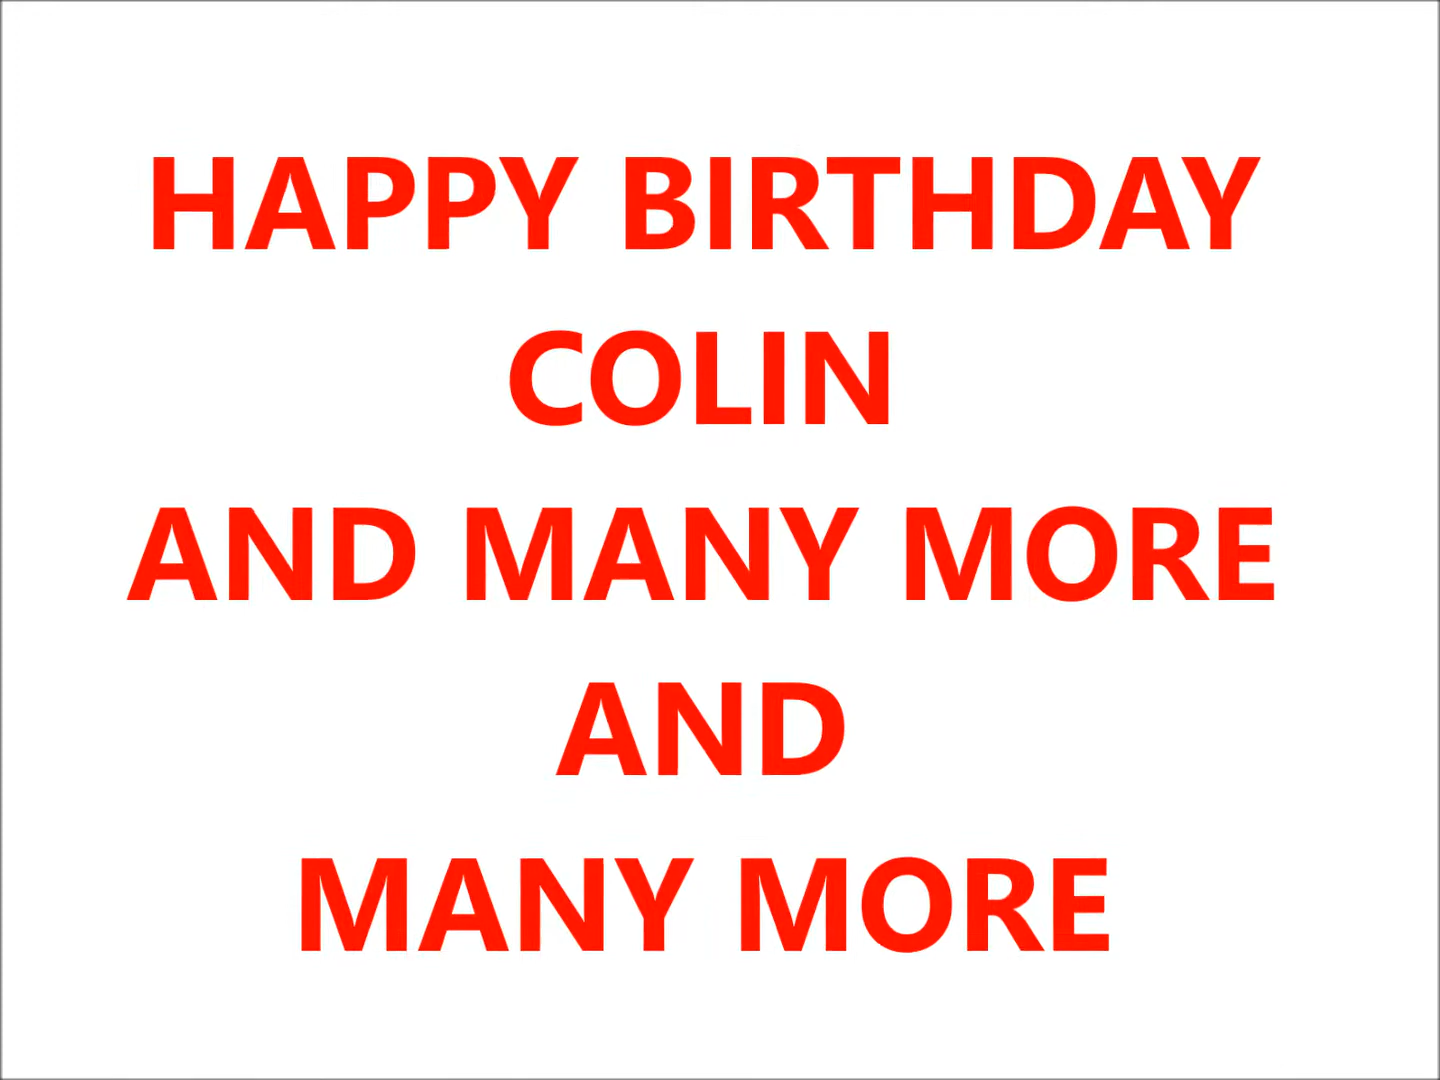 HAPPY BIRTHDAY
COLIN
AND MANY MORE
AND
MANY MORE